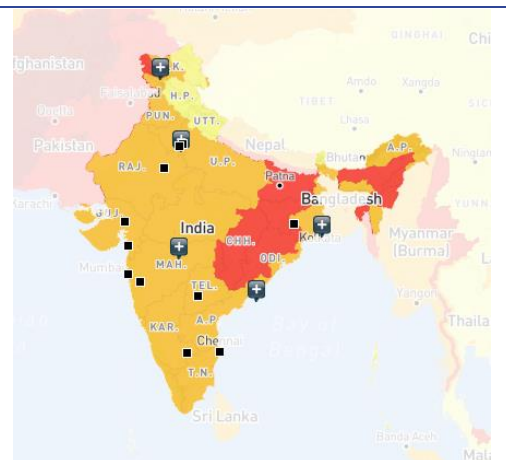 QINGHAI
Chi
ghanistan
.K.
Faisalabad
H.P.
Amdo
Xangda
PUN.
UTT.
TIBET
Quetta
Lhasa
Pakistan
Nepal
Bhutan
A.P.
Ningland
RAJ.
U.P.
Patna
Karachi
Bangladesh
YUNN
GUJ.
India
Kolkata
CHH.
Myanmar
(Burma)
Mumbai
MAH.
ODI.
TEL.
Yangon
KAR.
A.P.
Bay of
Bengal
Thaila
Chennai
T.N.
Sri Lanka
Banda Aceh
Mala